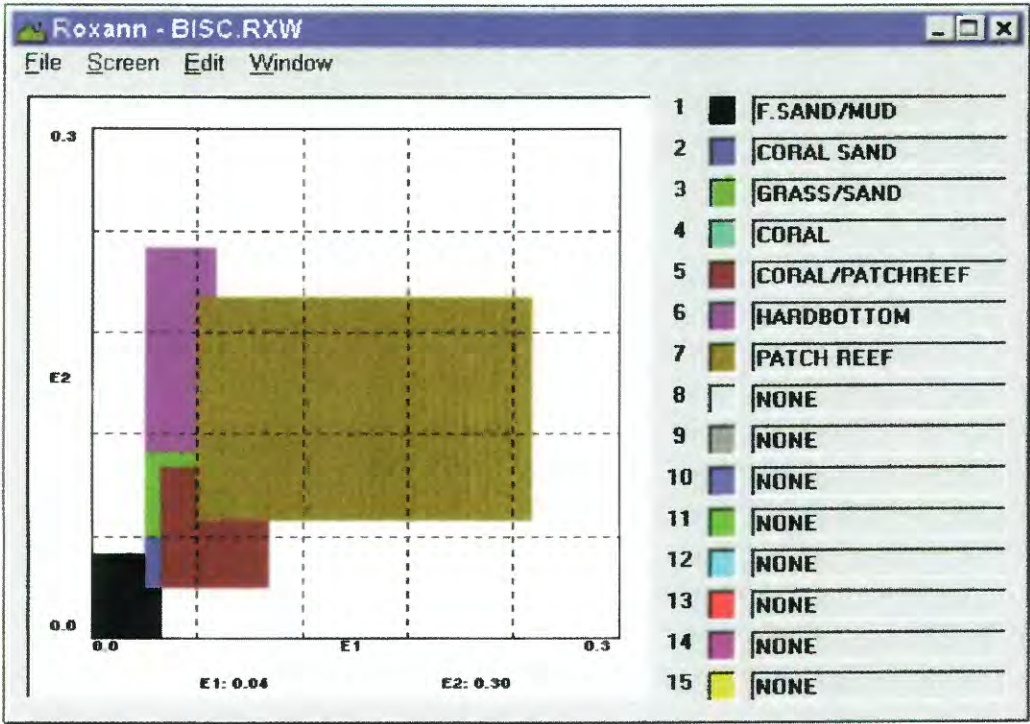 Roxann - BISC.RXW
File Screen Edit Window
0.3
E2
0.0
0.0 E1 0.3
E1: 0.04 E2: 0.30
1 F.SAND/MUD
2 CORAL SAND
3 GRASS/SAND
4 CORAL
5 CORAL/PATCHREEF
6 HARDBOTTOM
7 PATCH REEF
8 NONE
9 NONE
10 NONE
11 NONE
12 NONE
13 NONE
14 NONE
15 NONE